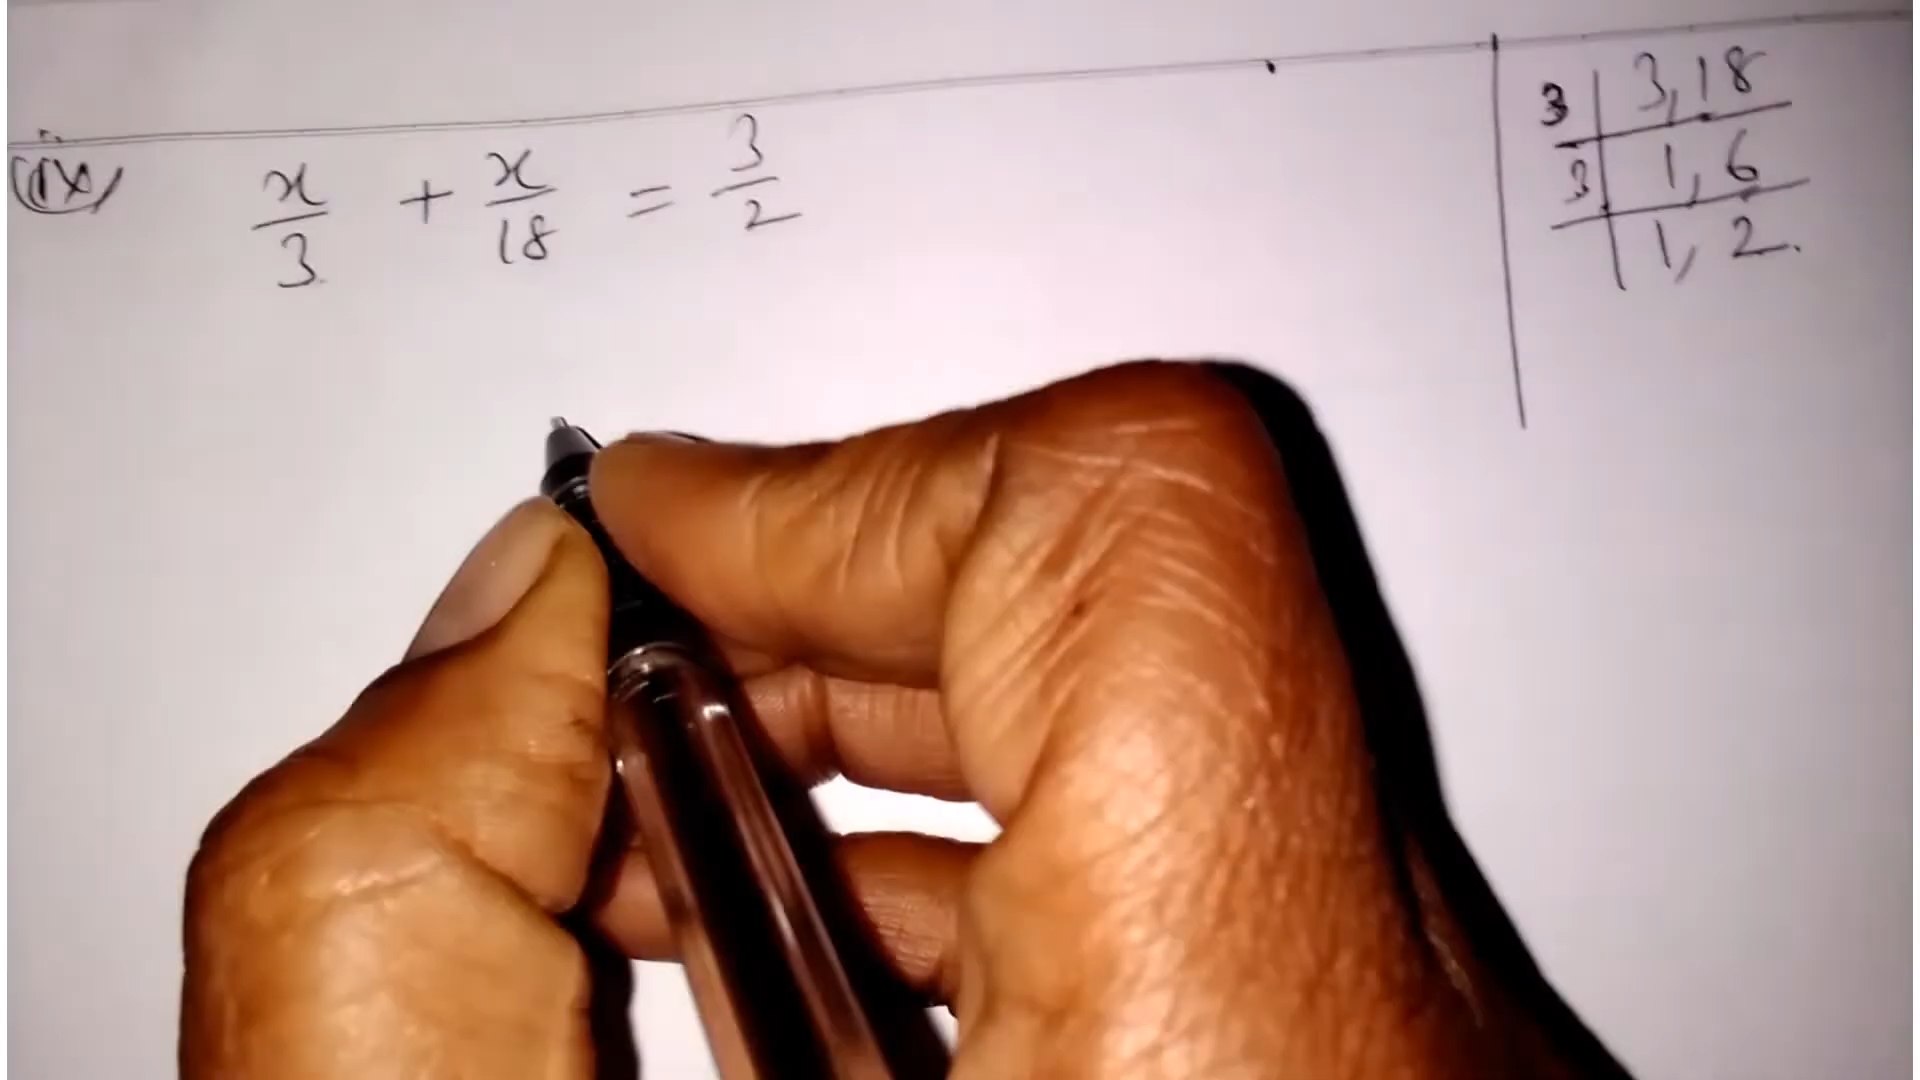 (ix) x/3 + x/18 = 3/2
3 | 3, 18
3 | 1, 6
| 1, 2.